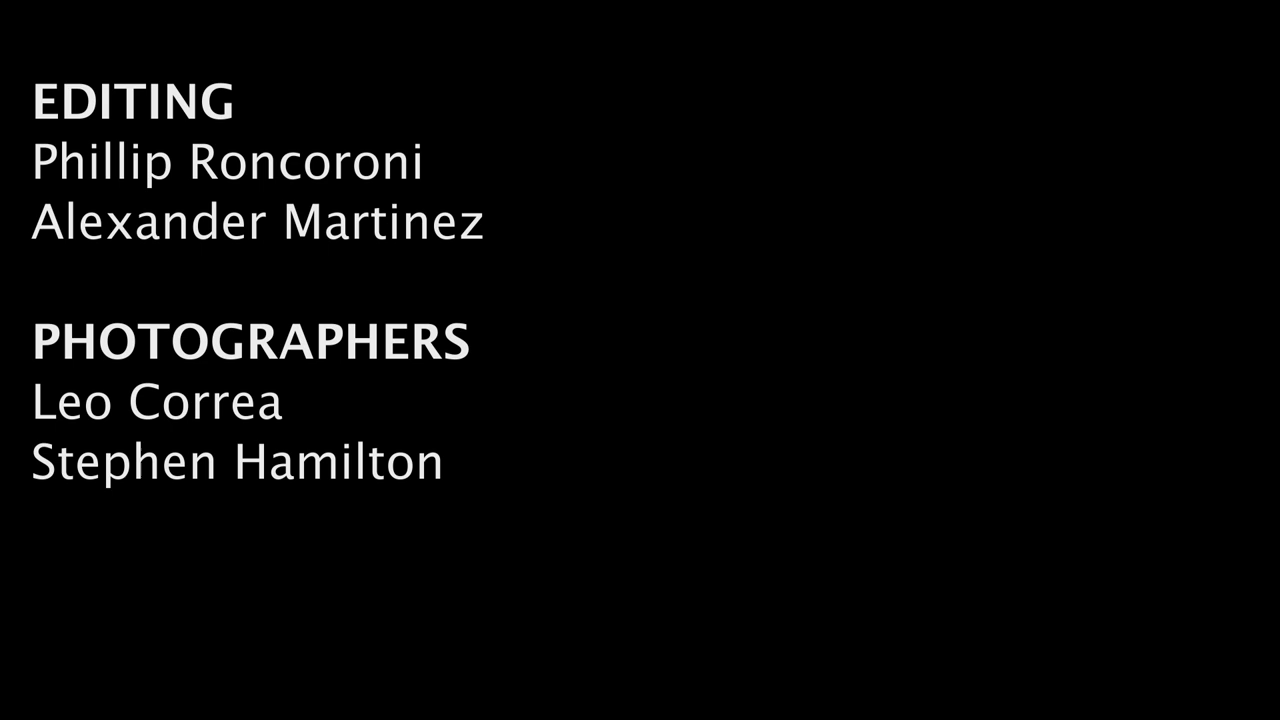 EDITING
Phillip Roncoroni
Alexander Martinez
PHOTOGRAPHERS
Leo Correa
Stephen Hamilton